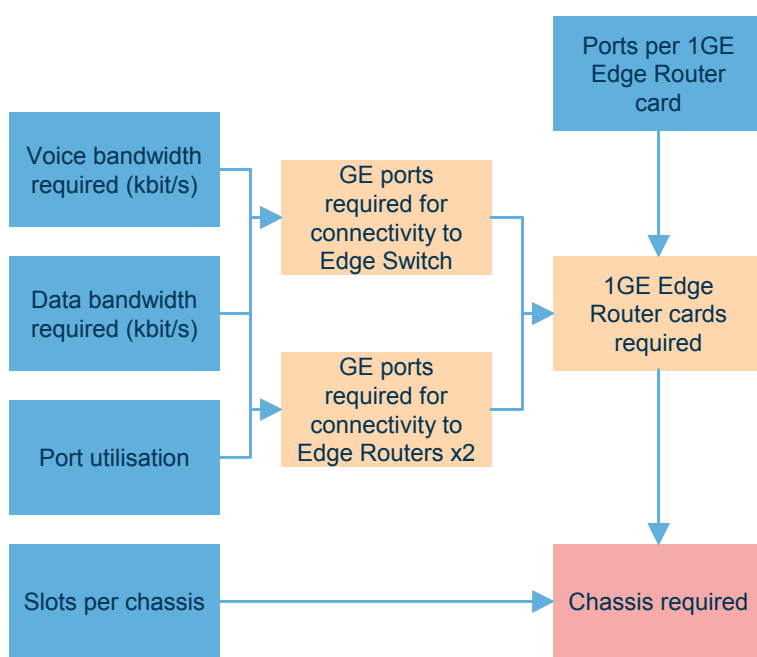 Ports per 1GE
Edge Router
card
Voice bandwidth
required (kbit/s)
GE ports
required for
connectivity to
Edge Switch
Data bandwidth
required (kbit/s)
1GE Edge
Router cards
required
GE ports
required for
connectivity to
Edge Routers x2
Port utilisation
Slots per chassis
Chassis required